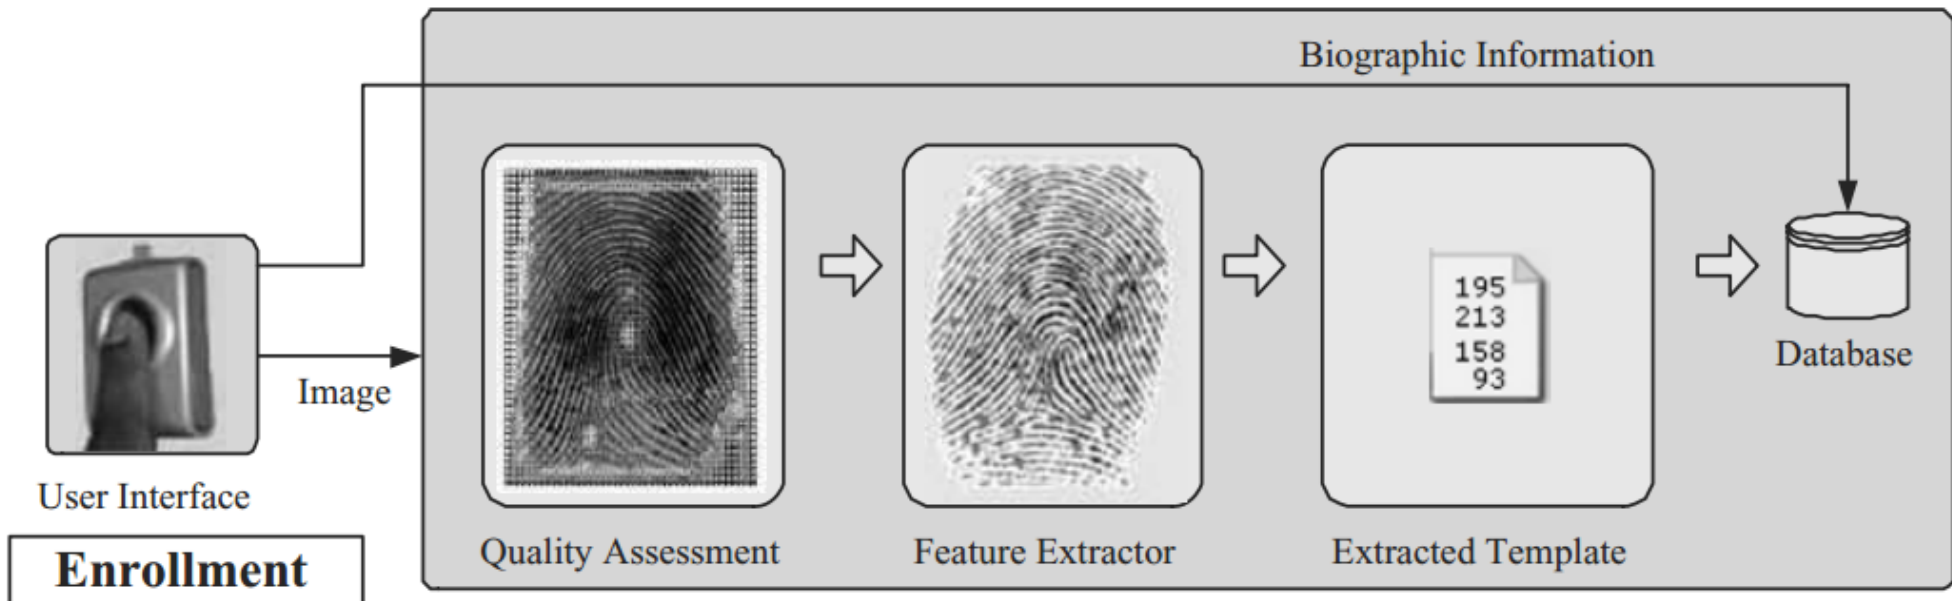 Biographic Information
195
213
158
93
Image
Database
User Interface
Quality Assessment
Feature Extractor
Extracted Template
Enrollment